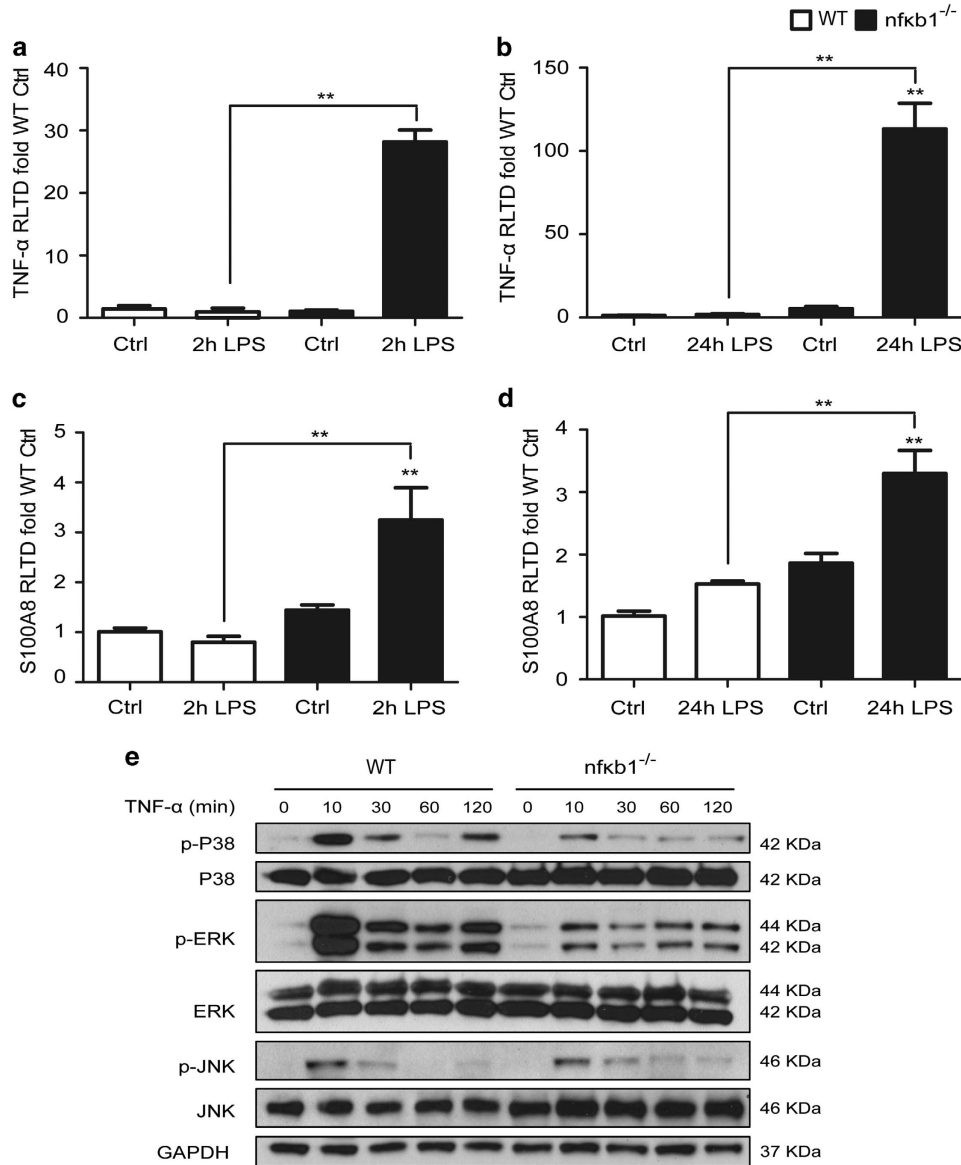 WT nfκb1-/-
a
TNF-α RLTD fold WT Ctrl
40
30
20
10
0
**
Ctrl 2h LPS Ctrl 2h LPS
b
TNF-α RLTD fold WT Ctrl
150
100
50
0
**
**
Ctrl 24h LPS Ctrl 24h LPS
c
S100A8 RLTD fold WT Ctrl
5
4
3
2
1
0
**
**
Ctrl 2h LPS Ctrl 2h LPS
d
S100A8 RLTD fold WT Ctrl
4
3
2
1
0
**
**
Ctrl 24h LPS Ctrl 24h LPS
e
WT nfκb1-/-
TNF-α (min) 0 10 30 60 120 0 10 30 60 120
p-P38 42 KDa
P38 42 KDa
p-ERK 44 KDa
42 KDa
ERK 44 KDa
42 KDa
p-JNK 46 KDa
JNK 46 KDa
GAPDH 37 KDa